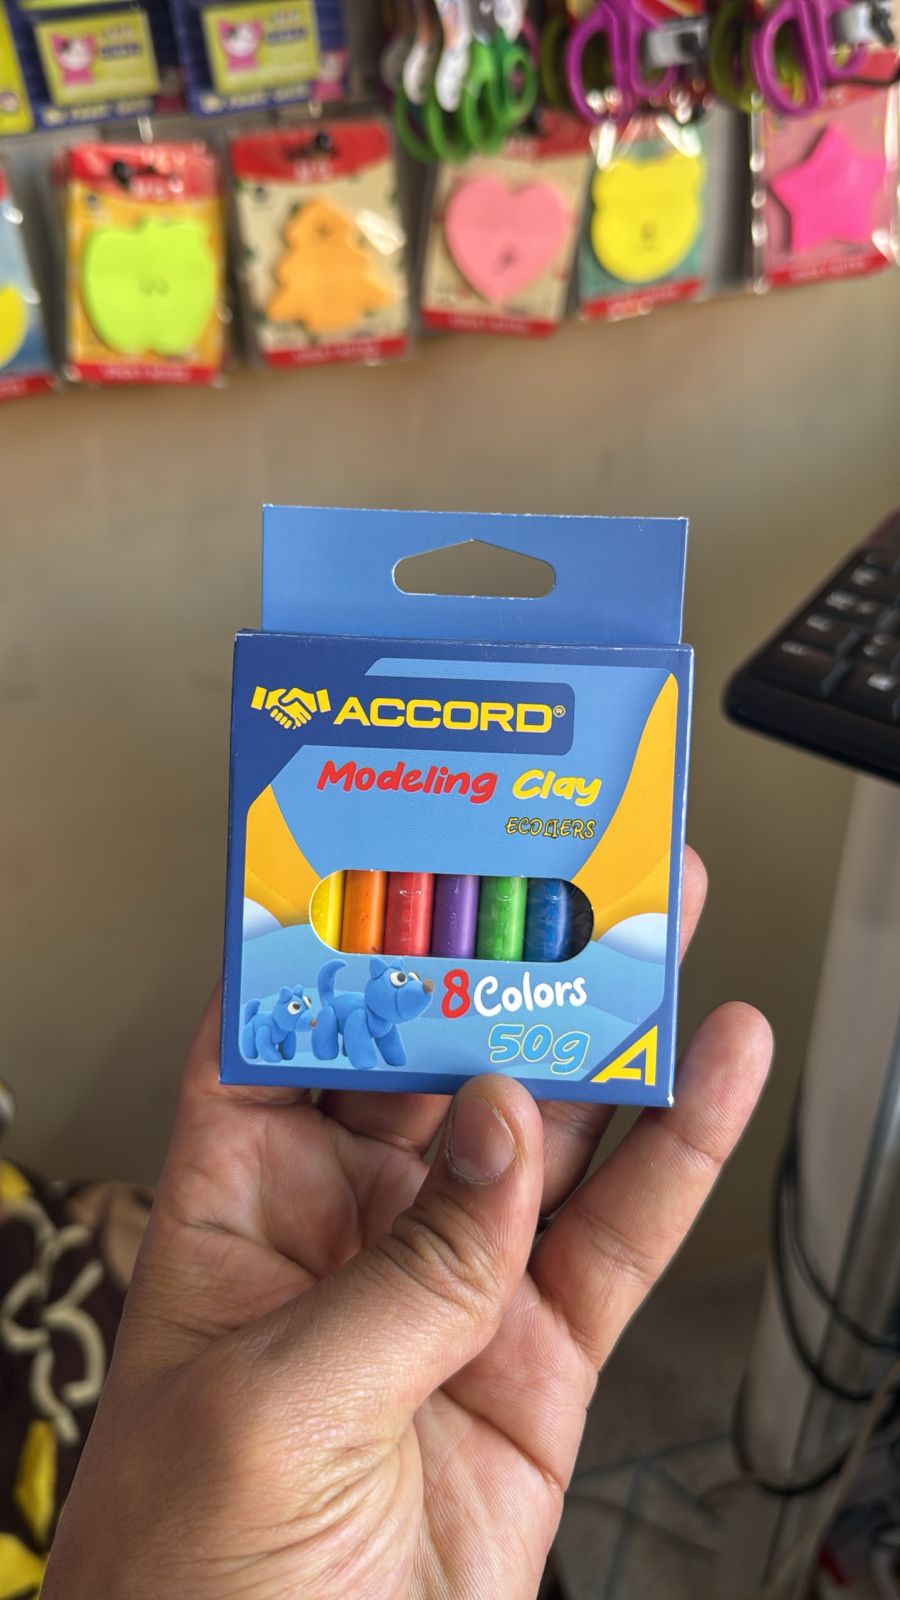 ACCORD®
Modeling Clay
ECOLIERS
8 Colors
50g
A